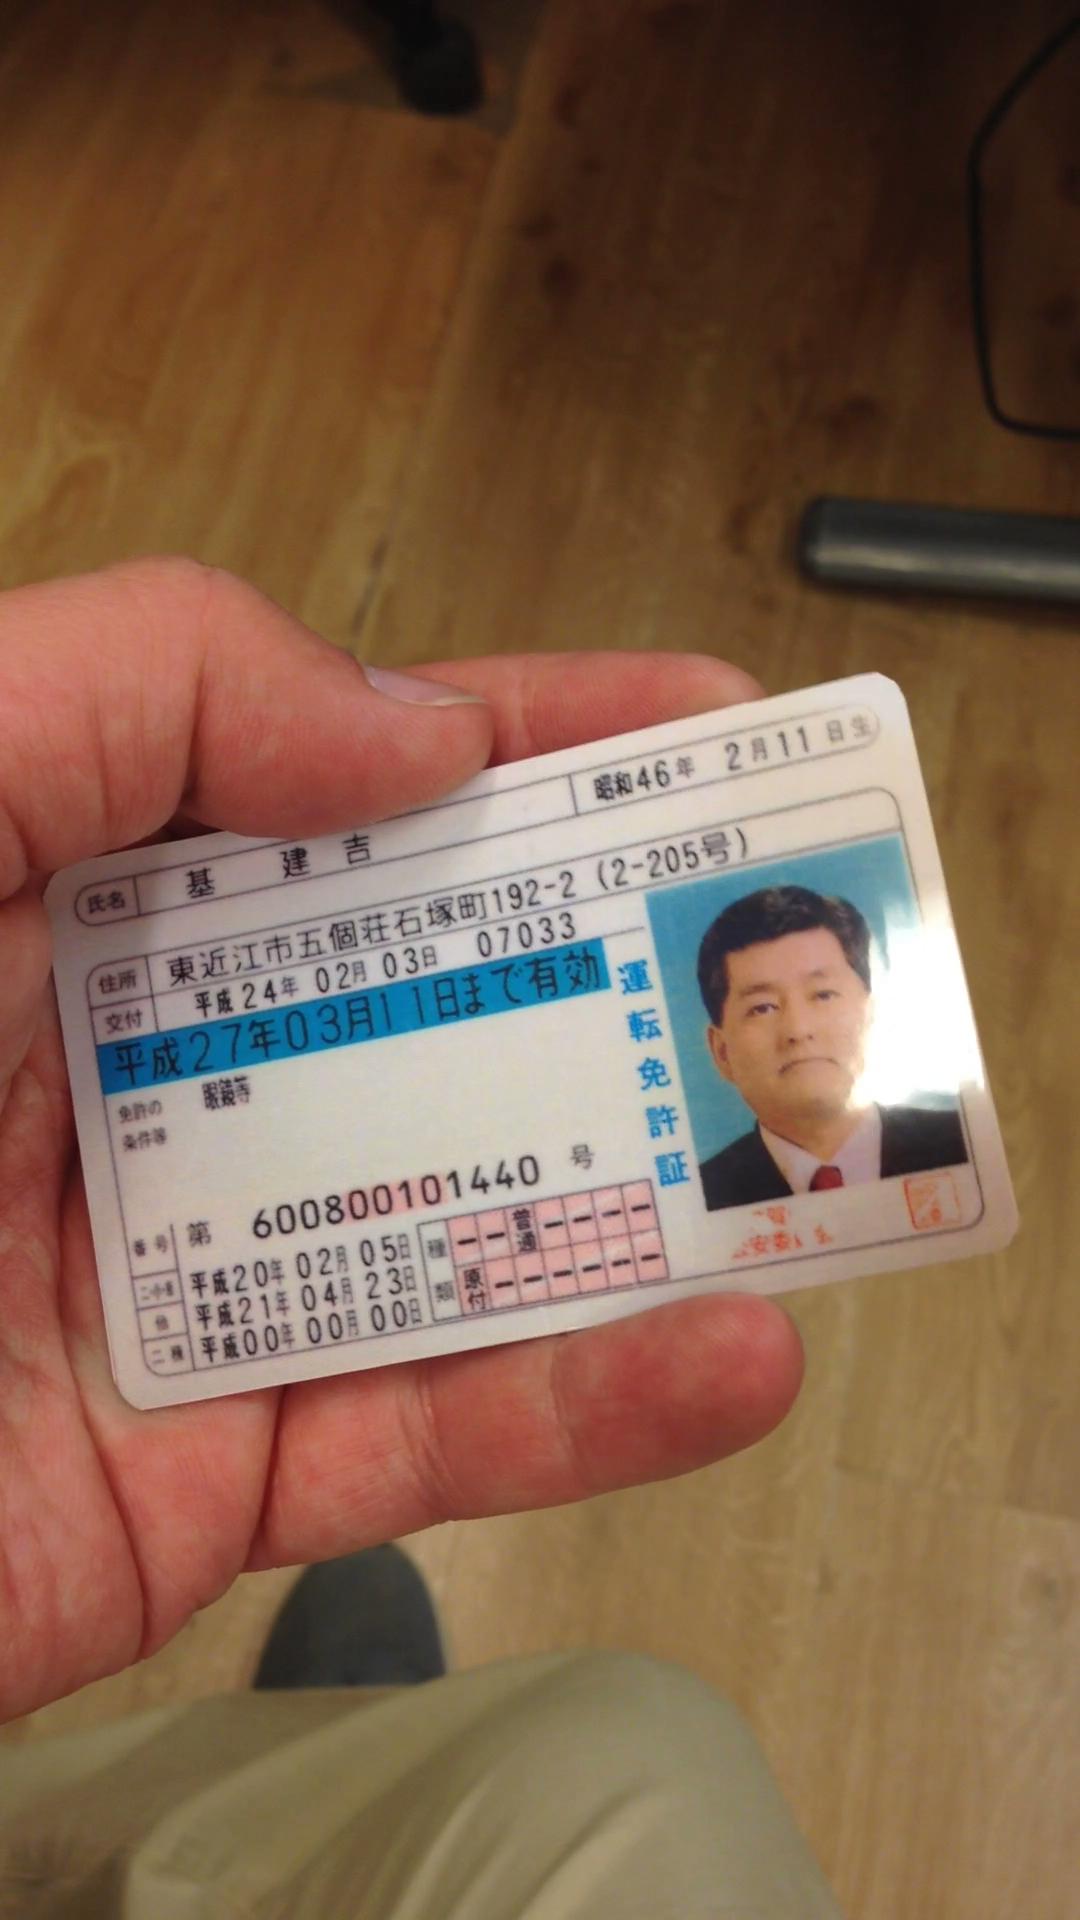 氏名 基 建吉 昭和46年 2月11日生
住所 東近江市五個荘石塚町192-2 (2-205号)
交付 平成24年 02月 03日 07033
平成27年03月11日まで有効
免許の
条件等
眼鏡等
運転免許証
番号 第 600800101440 号
二・小・原 平成20年 02月 05日
他 平成21年 04月 23日
二種 平成00年 00月 00日
種類
普通
原付